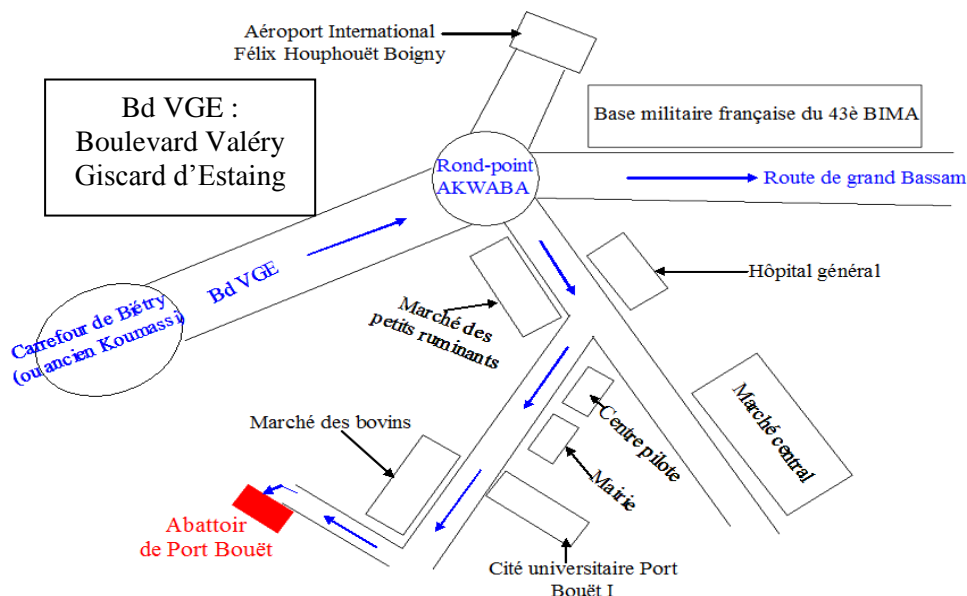 Aéroport International
Félix Houphouët Boigny
Bd VGE :
Boulevard Valéry
Giscard d'Estaing
Base militaire française du 43è BIMA
Rond-point
AKWABA
Route de grand Bassam
Bd VGE
Hôpital général
Carrefour de Biétry
(ou ancien Koumassi)
Marché des
petits ruminants
Marché des bovins
Centre pilote
Marché central
Mairie
Abattoir
de Port Bouët
Cité universitaire Port
Bouët I